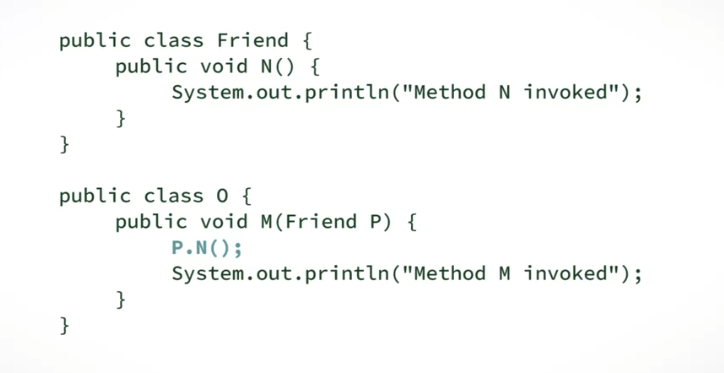 public class Friend {
public void N() {
System.out.println("Method N invoked");
}
}
public class O {
public void M(Friend P) {
P.N();
System.out.println("Method M invoked");
}
}